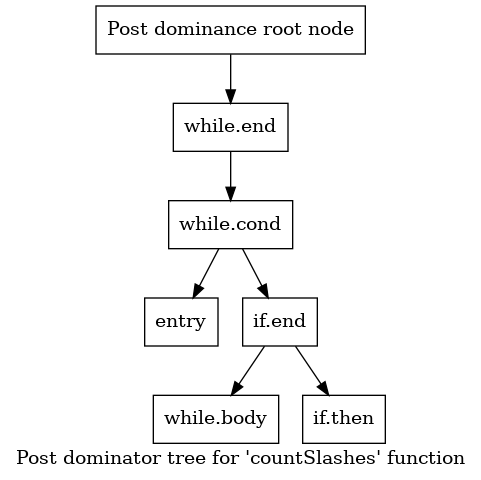 Post dominance root node
while.end
while.cond
entry
if.end
while.body
if.then
Post dominator tree for 'countSlashes' function